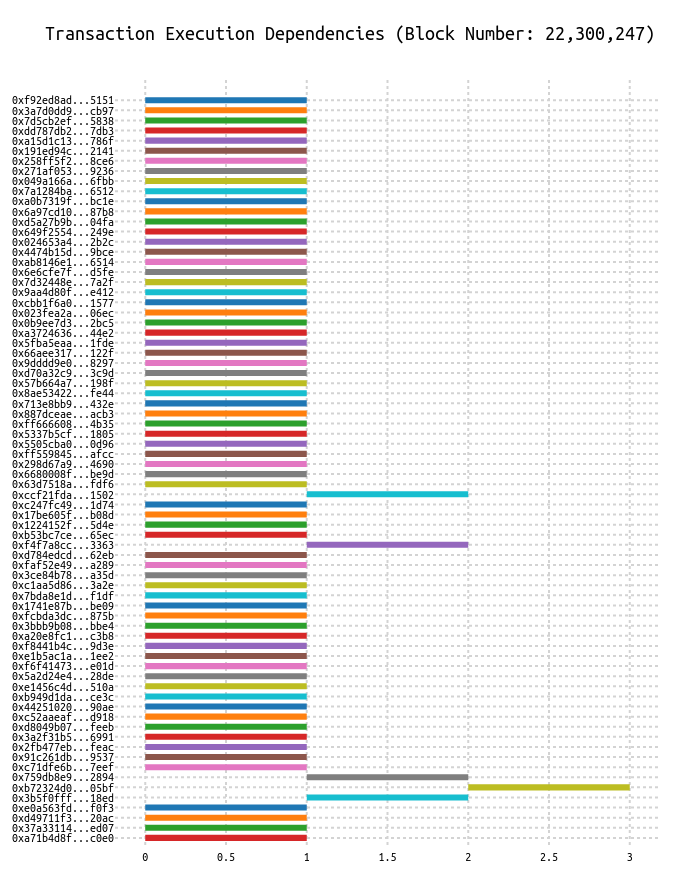 Transaction Execution Dependencies (Block Number: 22,300,247)
0xf92ed8ad...5151
0x3a7d0dd9...cb97
0x7d5cb2ef...5838
0xdd787db2...7db3
0xa15d1c13...786f
0x191ed94c...2141
0x258ff5f2...8ce6
0x271af053...9236
0x049a166a...6fbb
0x7a1284ba...6512
0xa0b7319f...bc1e
0x6a97cd10...87b8
0xd5a27b9b...04fa
0x649f2554...249e
0x024653a4...2b2c
0x4474b15d...9bce
0xab8146e1...6514
0x6e6cfe7f...d5fe
0x7d32448e...7a2f
0x9aa4d80f...e412
0xcbb1f6a0...1577
0x023fea2a...06ec
0x0b9ee7d3...2bc5
0xa3724636...44e2
0x5fba5eaa...1fde
0x66aee317...122f
0x9dddd9e0...8297
0xd70a32c9...3c9d
0x57b664a7...198f
0x8ae53422...fe44
0x713e8bb9...432e
0x887dceae...acb3
0xff666608...4b35
0x5337b5cf...1805
0x5505cba0...0d96
0xff559845...afcc
0x298d67a9...4690
0x6680008f...be9d
0x63d7518a...fdf6
0xccf21fda...1502
0xc247fc49...1d74
0x17be605f...b08d
0x1224152f...5d4e
0xb53bc7ce...65ec
0xf4f7a8cc...3363
0xd784edcd...62eb
0xfaf52e49...a289
0x3ce84b78...a35d
0xc1aa5d86...3a2e
0x7bda8e1d...f1df
0x1741e87b...be09
0xfcbda3dc...875b
0x3bbb9b08...bbe4
0xa20e8fc1...c3b8
0xf8441b4c...9d3e
0xe1b5ac1a...1ee2
0xf6f41473...e01d
0x5a2d24e4...28de
0xe1456c4d...510a
0xb949d1da...ce3c
0x44251020...90ae
0xc52aaeaf...d918
0xd8049b07...feeb
0x3a2f31b5...6991
0x2fb477eb...feac
0x91c261db...9537
0xc71dfe6b...7eef
0x759db8e9...2894
0xb72324d0...05bf
0x3b5f0fff...18ed
0xe0a563fd...f0f3
0xd49711f3...20ac
0x37a33114...ed07
0xa71b4d8f...c0e0
0 0.5 1 1.5 2 2.5 3